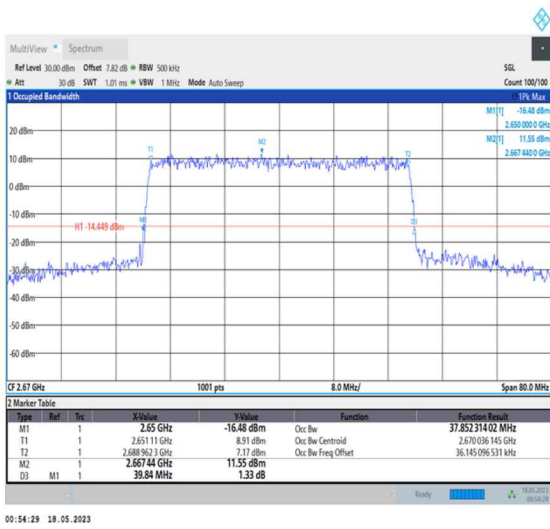 MultiView Spectrum
Ref Level 30.00 dBm Offset 7.82 dB RBW 500 kHz SGL
Att 30 dB SWT 1.01 ms VBW 1 MHz Mode Auto Sweep Count 100/100
1 Occupied Bandwidth 1Pk Max
M1[1] -16.48 dBm
2.650 000 0 GHz
M2[1] 11.55 dBm
2.667 440 0 GHz
20 dBm
T1 M2 T2
10 dBm
0 dBm
-10 dBm
H1 -14.449 dBm M1 D3
-20 dBm
-30 dBm
-40 dBm
-50 dBm
-60 dBm
CF 2.67 GHz 1001 pts 8.0 MHz/ Span 80.0 MHz
2 Marker Table
Type Ref Trc X-Value Y-Value Function Function Result
M1 1 2.65 GHz -16.48 dBm Occ Bw 37.852 314 02 MHz
T1 1 2.651 11 GHz 8.91 dBm Occ Bw Centroid 2.670 036 145 GHz
T2 1 2.688 962 3 GHz 7.17 dBm Occ Bw Freq Offset 36.145 096 531 kHz
M2 1 2.667 44 GHz 11.55 dBm
D3 M1 1 39.84 MHz 1.33 dB
Ready 18.05.2023
00:54:29
00:54:29 18.05.2023